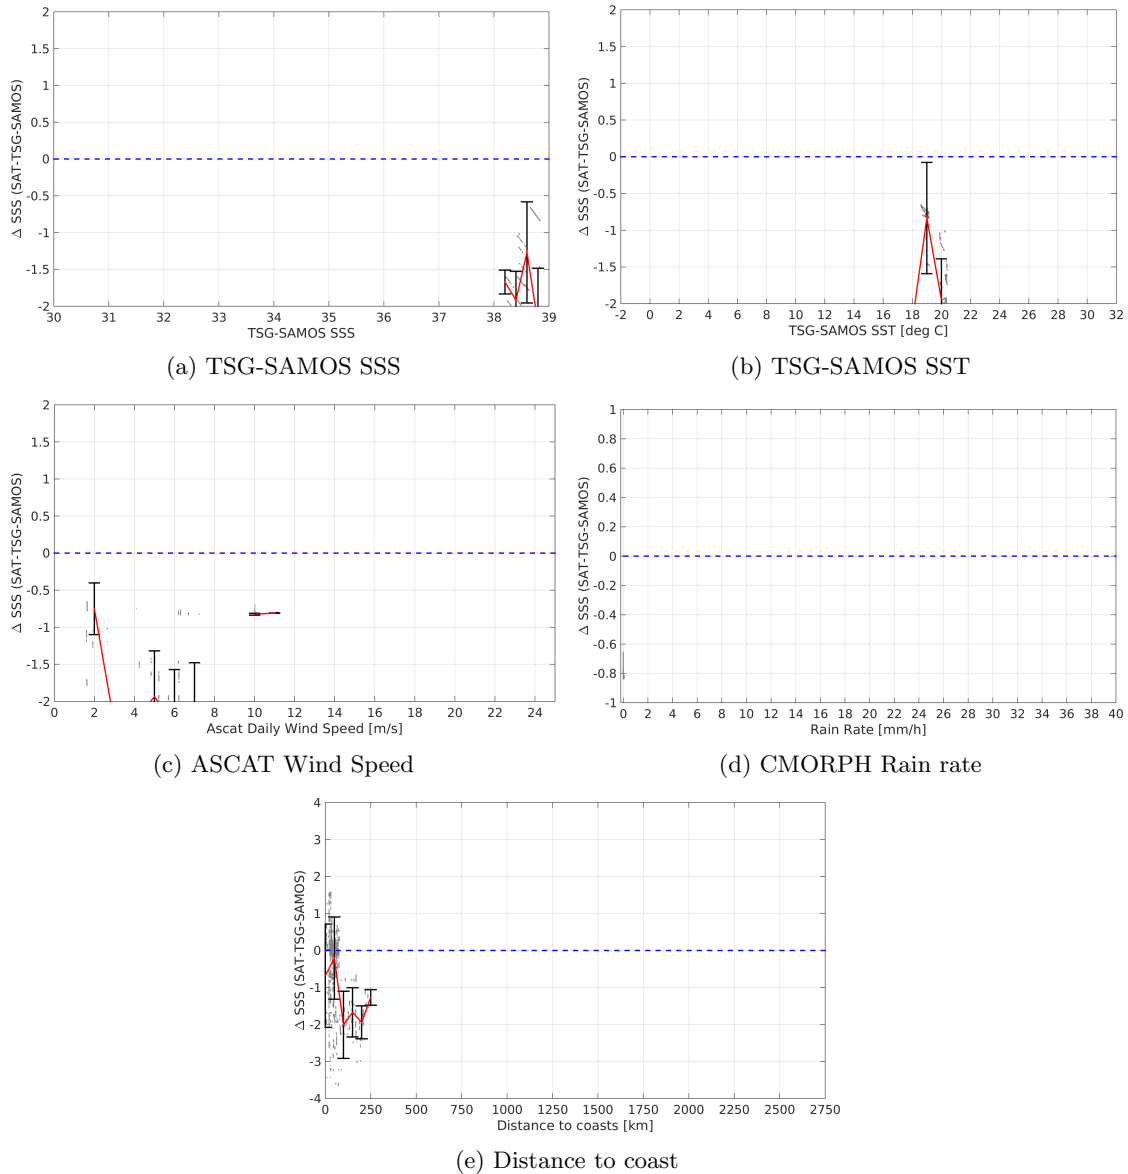 2
1.5
1
0.5
0
-0.5
-1
-1.5
-2
Δ SSS (SAT-TSG-SAMOS)
30 31 32 33 34 35 36 37 38 39
TSG-SAMOS SSS
(a) TSG-SAMOS SSS
2
1.5
1
0.5
0
-0.5
-1
-1.5
-2
Δ SSS (SAT-TSG-SAMOS)
-2 0 2 4 6 8 10 12 14 16 18 20 22 24 26 28 30 32
TSG-SAMOS SST [deg C]
(b) TSG-SAMOS SST
2
1.5
1
0.5
0
-0.5
-1
-1.5
-2
Δ SSS (SAT-TSG-SAMOS)
0 2 4 6 8 10 12 14 16 18 20 22 24
Ascat Daily Wind Speed [m/s]
(c) ASCAT Wind Speed
1
0.8
0.6
0.4
0.2
0
-0.2
-0.4
-0.6
-0.8
-1
Δ SSS (SAT-TSG-SAMOS)
0 2 4 6 8 10 12 14 16 18 20 22 24 26 28 30 32 34 36 38 40
Rain Rate [mm/h]
(d) CMORPH Rain rate
4
3
2
1
0
-1
-2
-3
-4
Δ SSS (SAT-TSG-SAMOS)
0 250 500 750 1000 1250 1500 1750 2000 2250 2500 2750
Distance to coasts [km]
(e) Distance to coast